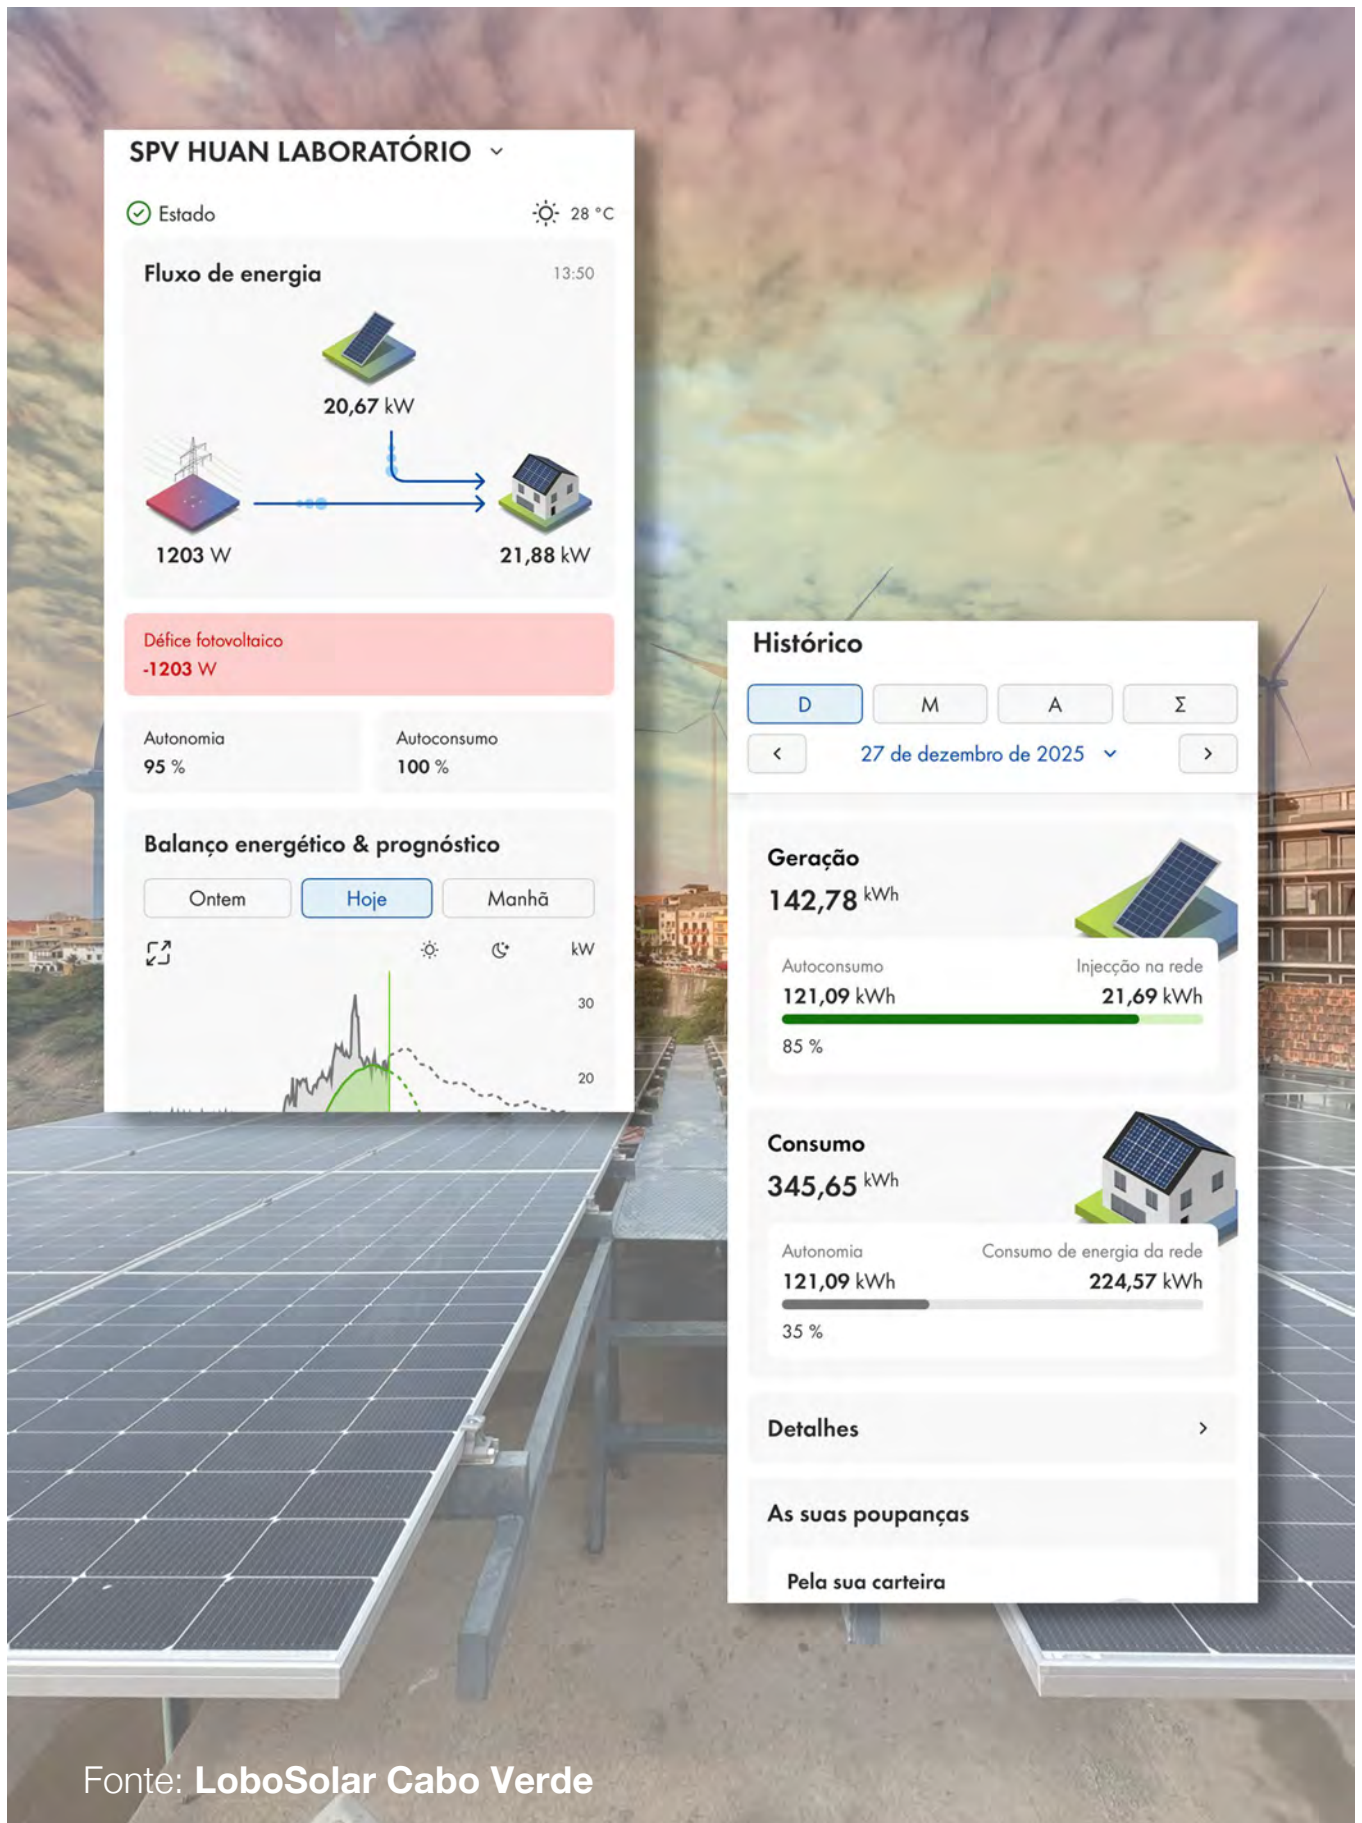 SPV HUAN LABORATÓRIO
Estado
28 °C
Fluxo de energia
13:50
20,67 kW
1203 W
21,88 kW
Défice fotovoltaico
-1203 W
Autonomia
95 %
Autoconsumo
100 %
Balanço energético & prognóstico
Ontem
Hoje
Manhã
kW
30
20
Histórico
D
M
A
Σ
27 de dezembro de 2025
Geração
142,78 kWh
Autoconsumo
121,09 kWh
Injecção na rede
21,69 kWh
85 %
Consumo
345,65 kWh
Autonomia
121,09 kWh
Consumo de energia da rede
224,57 kWh
35 %
Detalhes
As suas poupanças
Pela sua carteira
Fonte: LoboSolar Cabo Verde